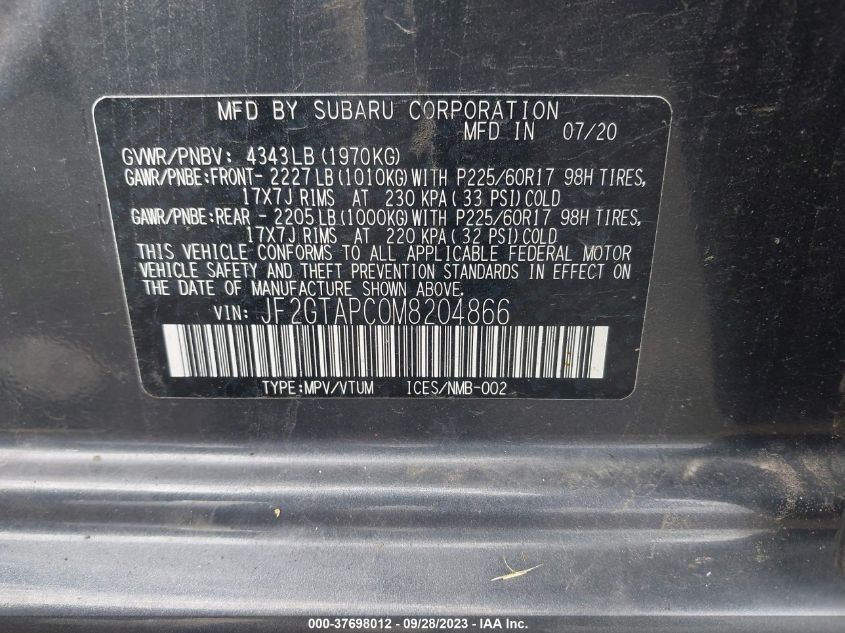 MFD BY SUBARU CORPORATION
MFD IN 07/20
GVWR/PNBV: 4343LB(1970KG)
GAWR/PNBE:FRONT- 2227LB(1010KG)WITH P225/60R17 98H TIRES,
17X7J RIMS AT 230 KPA( 33 PSI)COLD
GAWR/PNBE:REAR - 2205LB(1000KG)WITH P225/60R17 98H TIRES,
17X7J RIMS AT 220 KPA( 32 PSI)COLD
THIS VEHICLE CONFORMS TO ALL APPLICABLE FEDERAL MOTOR
VEHICLE SAFETY AND THEFT PREVENTION STANDARDS IN EFFECT ON
THE DATE OF MANUFACTURE SHOWN ABOVE.
VIN: JF2GTAPC0M8204866
TYPE:MPV/VTUM ICES/NMB-002
000-37698012 - 09/28/2023 - IAA Inc.